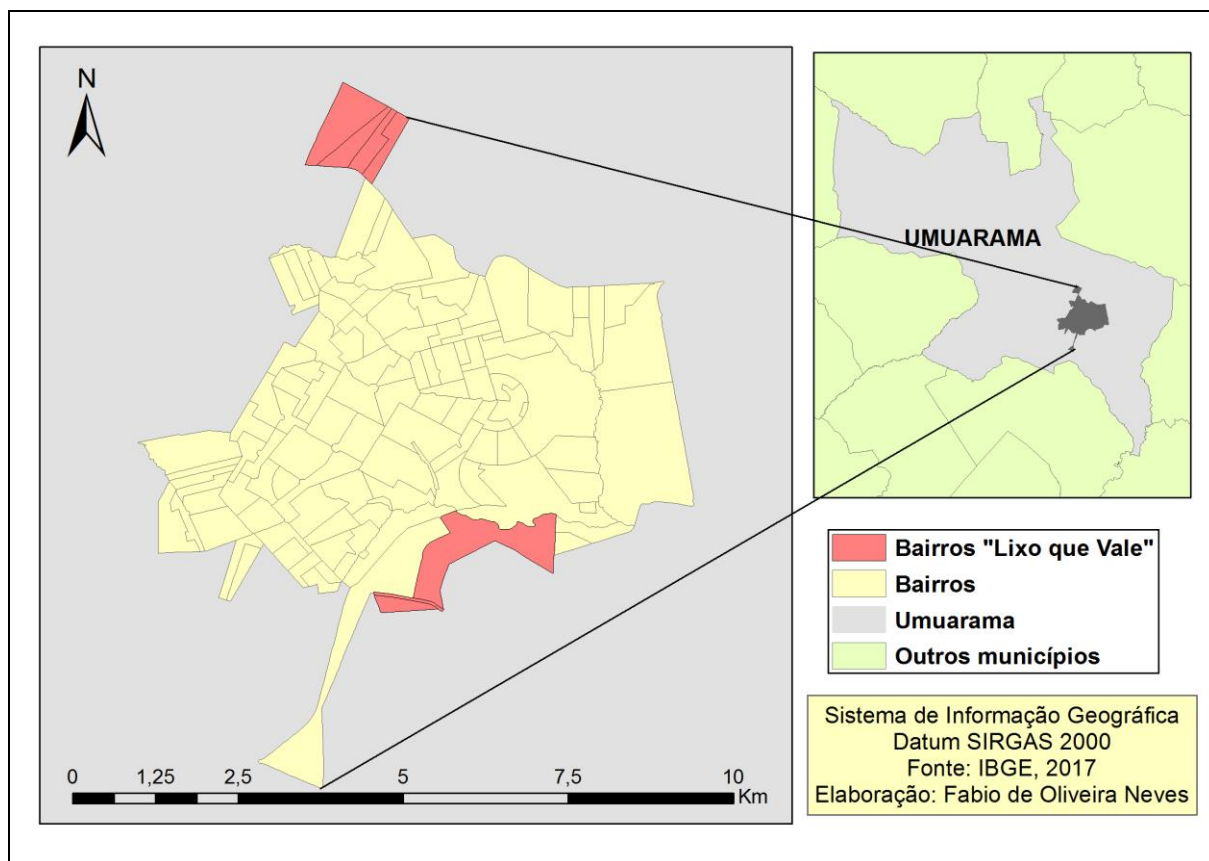 N
UMUARAMA
0 1,25 2,5 5 7,5 10
Km
Bairros "Lixo que Vale"
Bairros
Umuarama
Outros municípios
Sistema de Informação Geográfica
Datum SIRGAS 2000
Fonte: IBGE, 2017
Elaboração: Fabio de Oliveira Neves